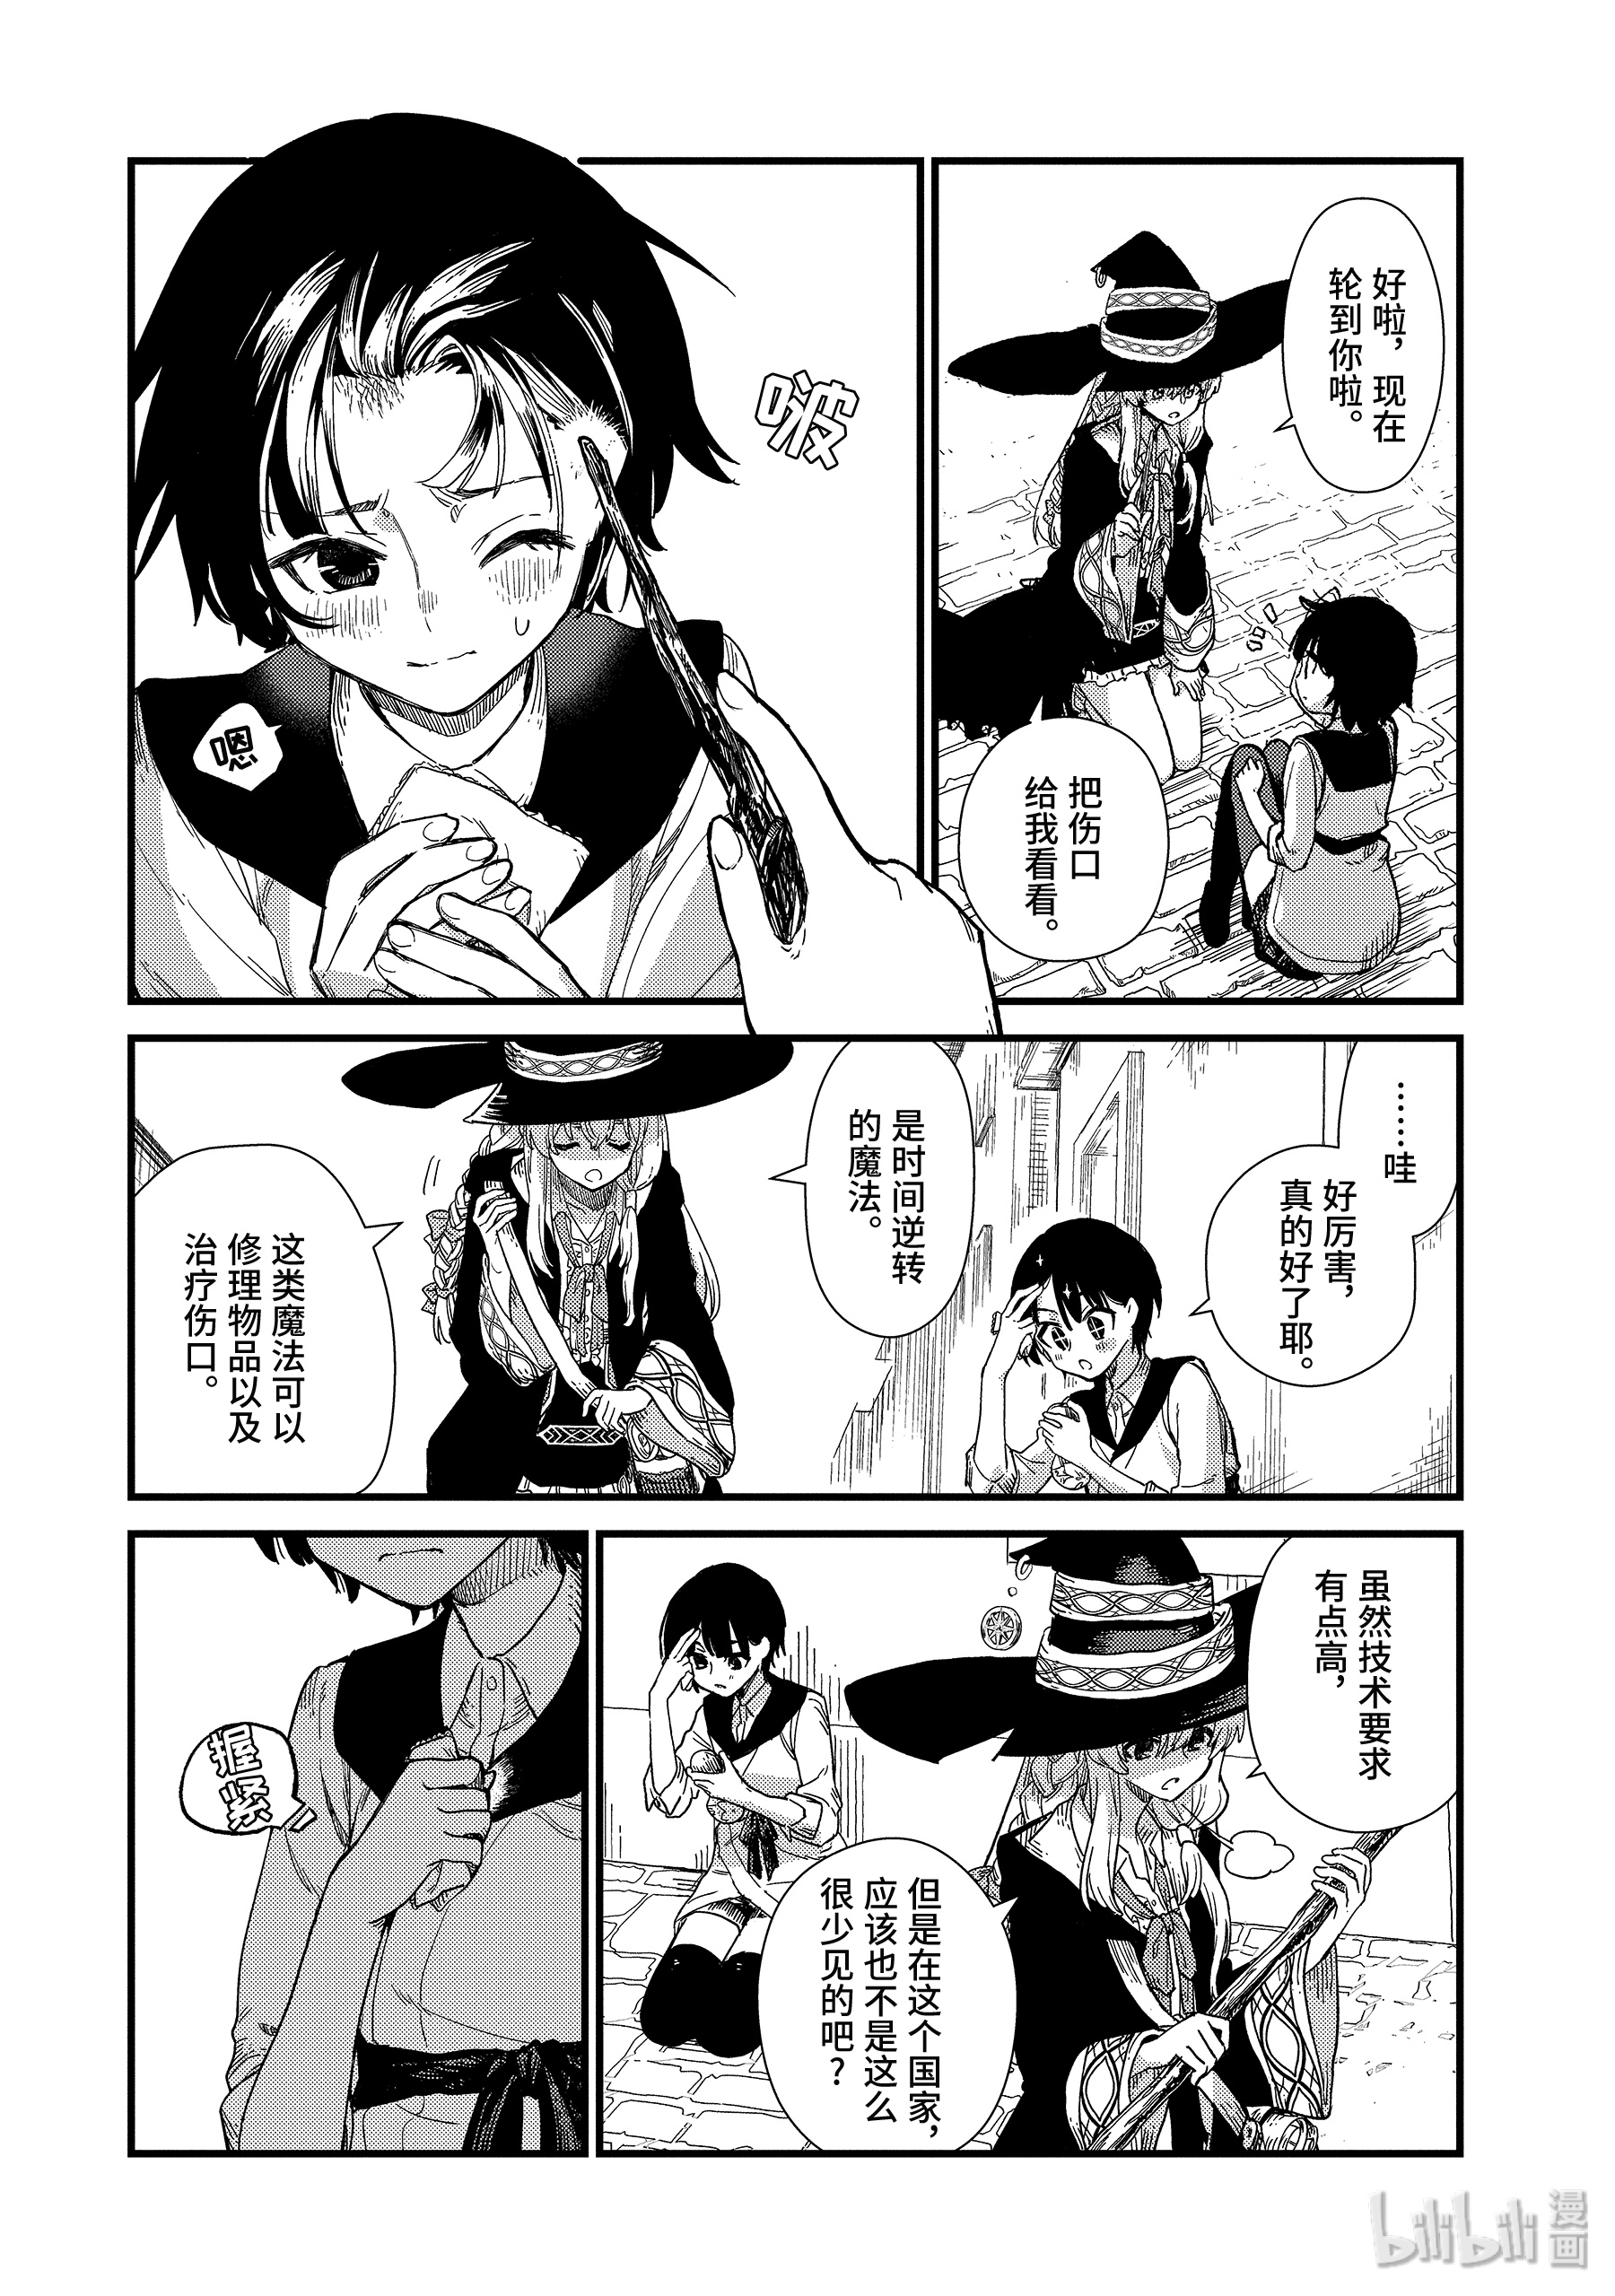 好啦，现在
轮到你啦。
把伤口
给我看看。
啵
嗯
……哇
好厉害，
真的好了耶。
是时间逆转
的魔法。
这类魔法可以
修理物品以及
治疗伤口。
虽然技术要求
有点高，
但是在这个国家，
应该也不是这么
很少见的吧？
握紧
bilibili漫画